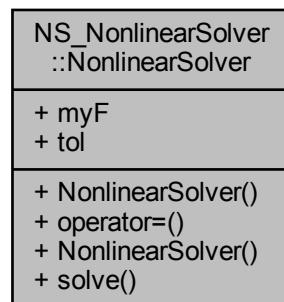 NS_NonlinearSolver
::NonlinearSolver
+ myF
+ tol
+ NonlinearSolver()
+ operator=()
+ NonlinearSolver()
+ solve()